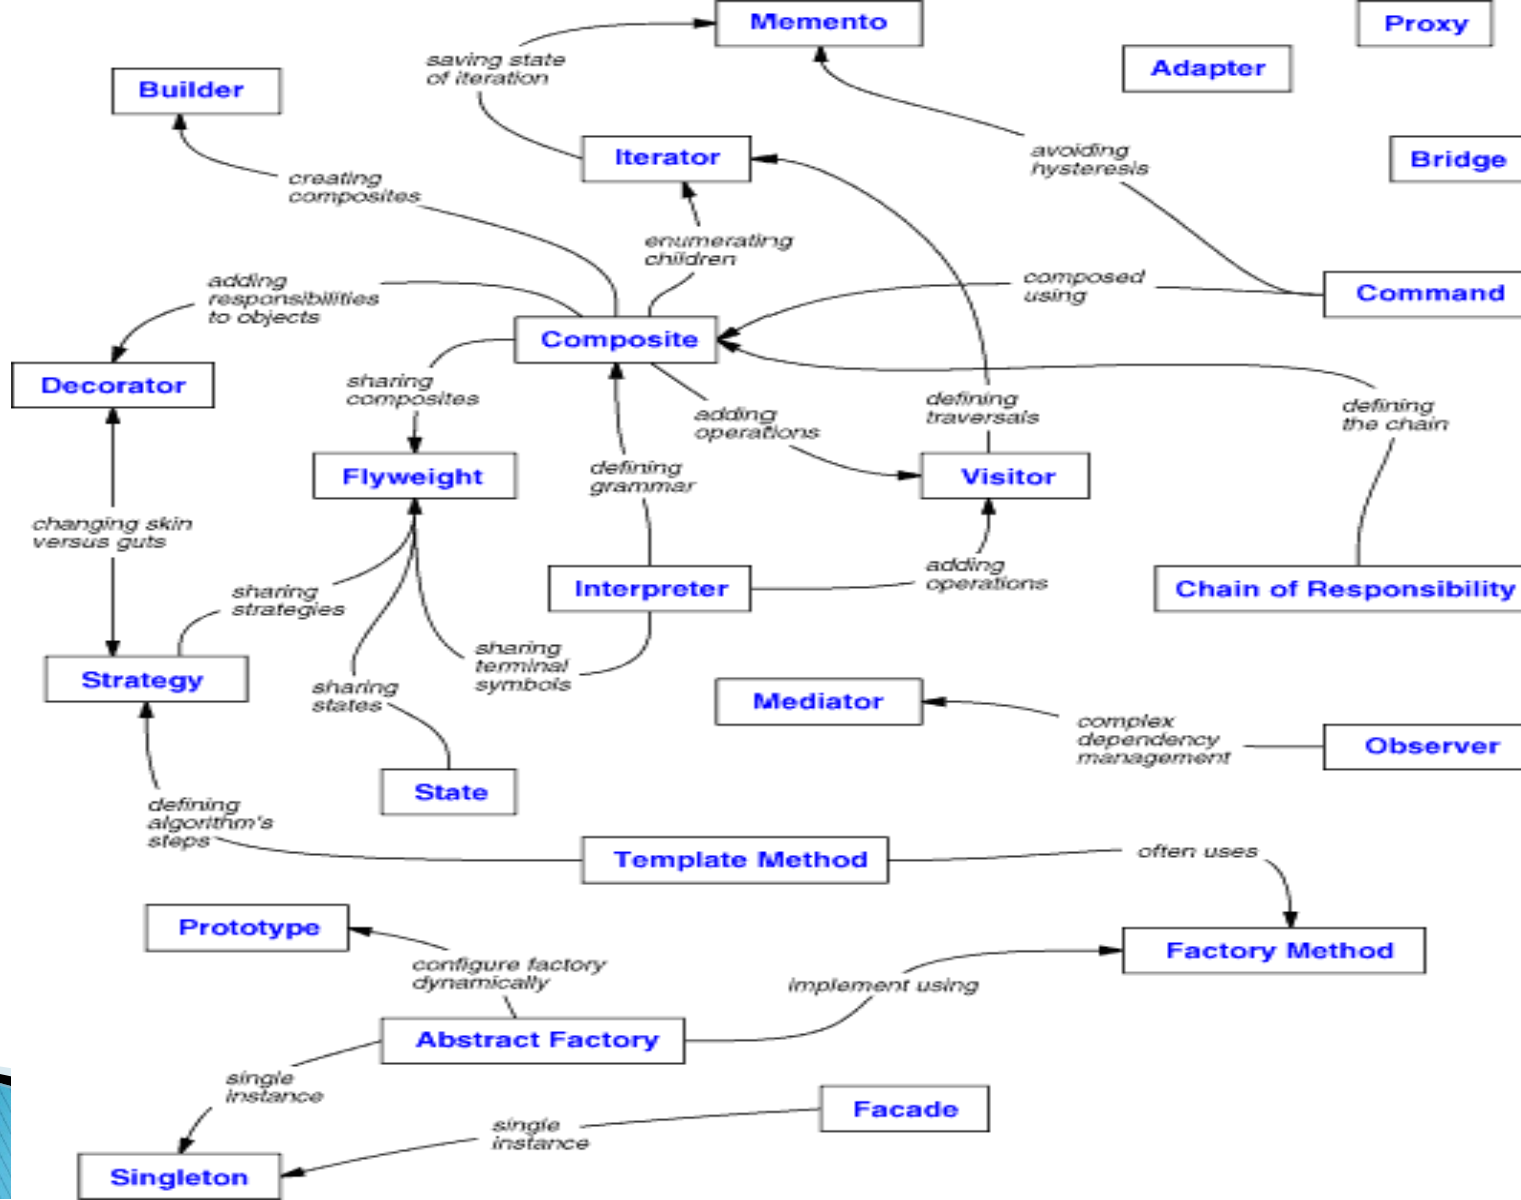 Memento
Proxy
saving state
of iteration
Adapter
Builder
Iterator
avoiding
hysteresis
Bridge
creating
composites
enumerating
children
adding
responsibilities
to objects
composed
using
Command
Composite
Decorator
sharing
composites
adding
operations
defining
traversals
defining
the chain
Flyweight
defining
grammar
Visitor
changing skin
versus guts
sharing
strategies
Interpreter
adding
operations
Chain of Responsibility
sharing
terminal
symbols
Strategy
sharing
states
Mediator
complex
dependency
management
Observer
State
defining
algorithm's
steps
Template Method
often uses
Prototype
Factory Method
configure factory
dynamically
implement using
Abstract Factory
single
instance
Facade
single
instance
Singleton